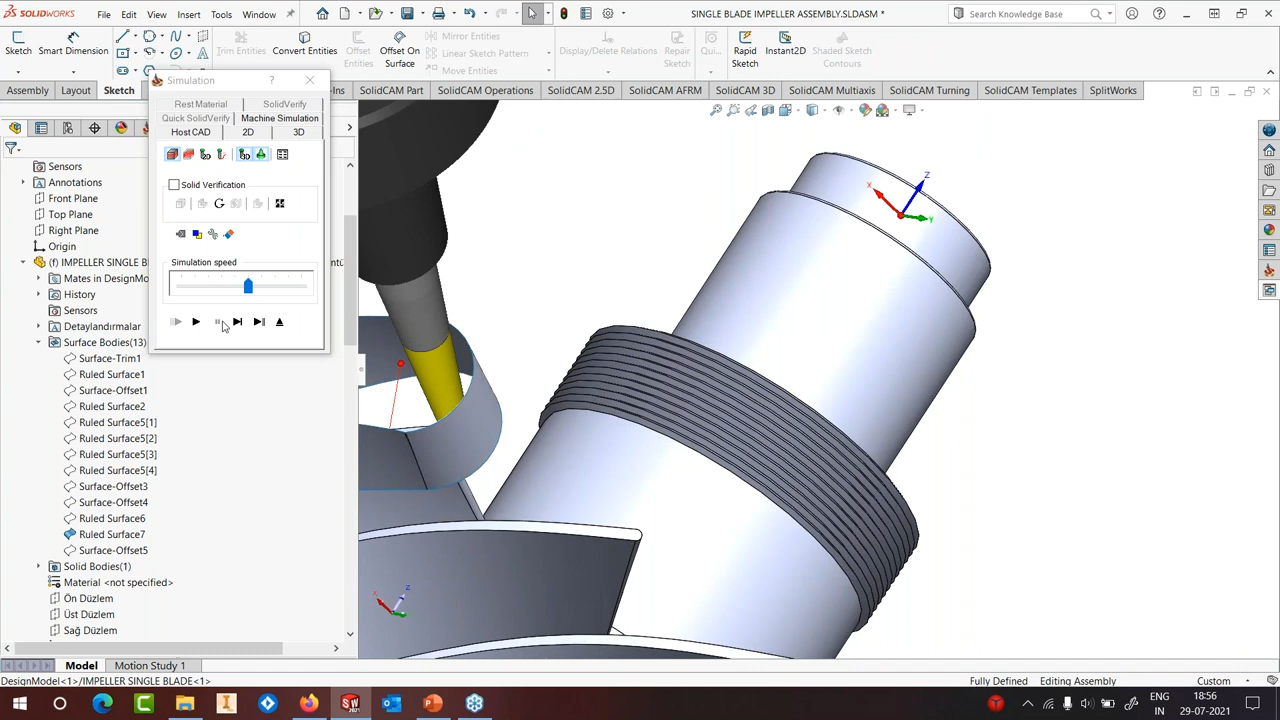 SOLIDWORKS File Edit View Insert Tools Window SINGLE BLADE IMPELLER ASSEMBLY.SLDASM * Search Knowledge Base
Sketch Smart Dimension Trim Entities Convert Entities Offset Entities Offset On Surface Mirror Entities Linear Sketch Pattern Move Entities Display/Delete Relations Repair Sketch Qui... Rapid Sketch Instant2D Shaded Sketch Contours
Assembly Layout Sketch -Ins SolidCAM Part SolidCAM Operations SolidCAM 2.5D SolidCAM AFRM SolidCAM 3D SolidCAM Multiaxis SolidCAM Turning SolidCAM Templates SplitWorks
Simulation ?
Rest Material SolidVerify
Quick SolidVerify Machine Simulation
Host CAD 2D 3D
Solid Verification
Simulation speed
Sensors
Annotations
Front Plane
Top Plane
Right Plane
Origin
(f) IMPELLER SINGLE BLADE
Mates in DesignMo
History
Sensors
Detaylandırmalar
Surface Bodies(13)
Surface-Trim1
Ruled Surface1
Surface-Offset1
Ruled Surface2
Ruled Surface5[1]
Ruled Surface5[2]
Ruled Surface5[3]
Ruled Surface5[4]
Surface-Offset3
Surface-Offset4
Ruled Surface6
Ruled Surface7
Surface-Offset5
Solid Bodies(1)
Material <not specified>
Ön Düzlem
Üst Düzlem
Sağ Düzlem
X Z Y
X Z
Model Motion Study 1
DesignModel<1>/IMPELLER SINGLE BLADE<1> Fully Defined Editing Assembly Custom
ENG
IN
18:56
29-07-2021